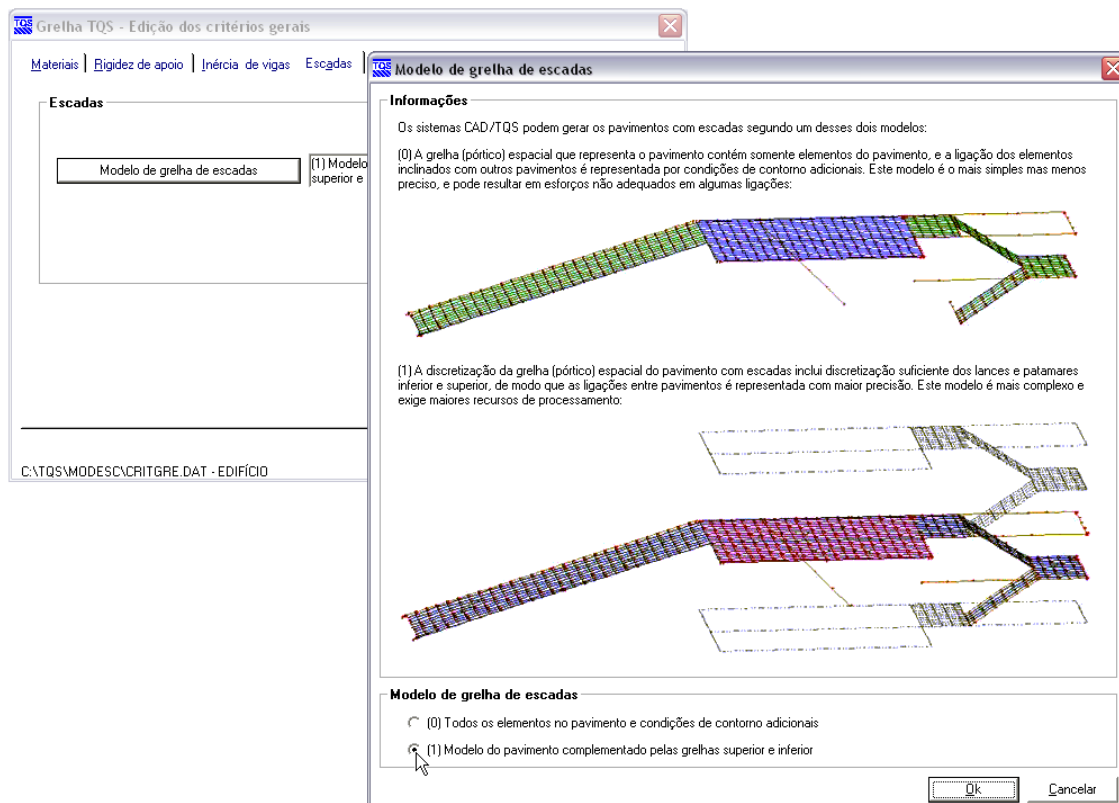 TQS Grelha TQS - Edição dos critérios gerais
Materiais Rigidez de apoio Inércia de vigas Escadas
Escadas
Modelo de grelha de escadas
(1) Modelo
superior e
C:\TQS\MODESC\CRITGRE.DAT - EDIFÍCIO
TQS Modelo de grelha de escadas
Informações
Os sistemas CAD/TQS podem gerar os pavimentos com escadas segundo um desses dois modelos:
(0) A grelha (pórtico) espacial que representa o pavimento contém somente elementos do pavimento, e a ligação dos elementos
inclinados com outros pavimentos é representada por condições de contorno adicionais. Este modelo é o mais simples mas menos
preciso, e pode resultar em esforços não adequados em algumas ligações:
(1) A discretização da grelha (pórtico) espacial do pavimento com escadas inclui discretização suficiente dos lances e patamares
inferior e superior, de modo que as ligações entre pavimentos é representada com maior precisão. Este modelo é mais complexo e
exige maiores recursos de processamento:
Modelo de grelha de escadas
(0) Todos os elementos no pavimento e condições de contorno adicionais
(1) Modelo do pavimento complementado pelas grelhas superior e inferior
Ok Cancelar